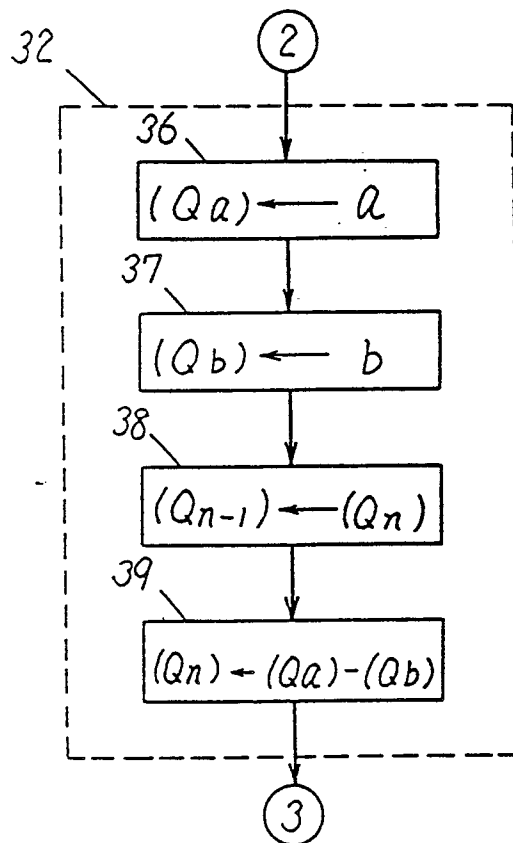 2
32
36
(Qa) ← a
37
(Qb) ← b
38
(Qn-1) ← (Qn)
39
(Qn) ← (Qa)-(Qb)
3